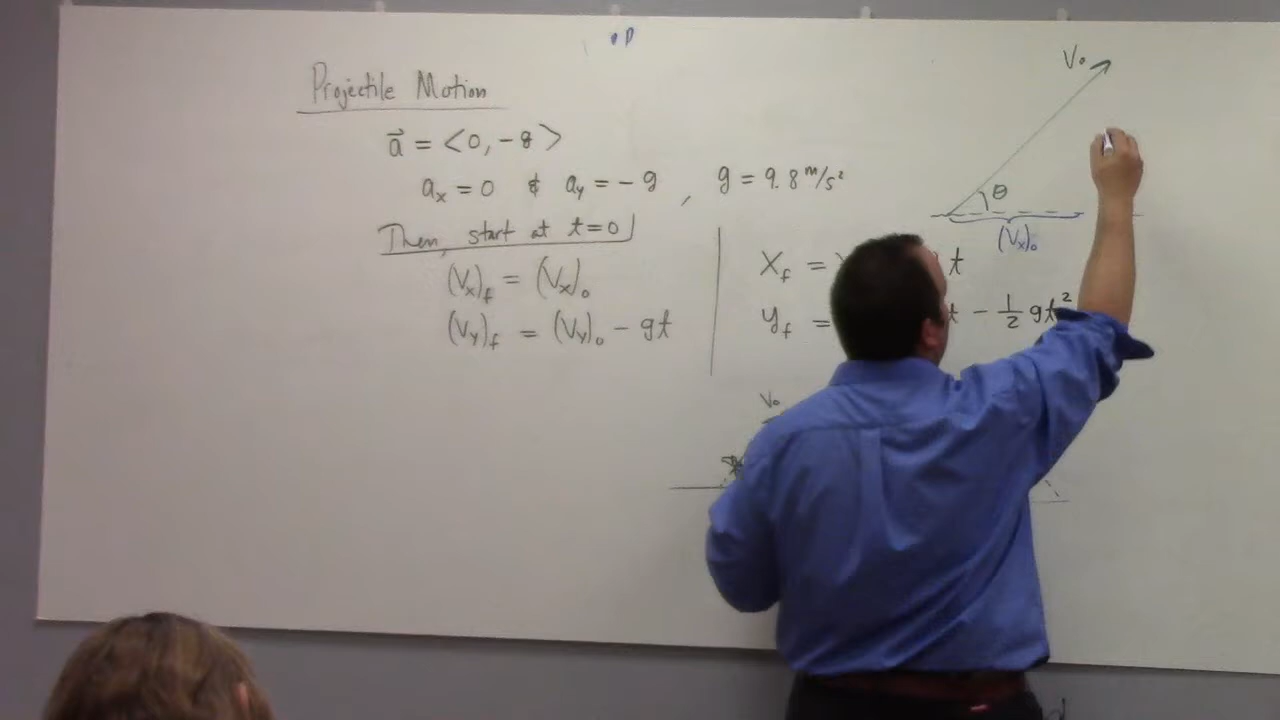 •P
Projectile Motion
a⃗ = <0, -g>
aₓ = 0 & aᵧ = -g , g = 9.8 m/s²
Then, start at t=0
(Vₓ)f = (Vₓ)₀
(Vᵧ)f = (Vᵧ)₀ - gt
Xf = t
yf = t - 1/2 gt²
V₀
θ
(Vₓ)₀
V₀